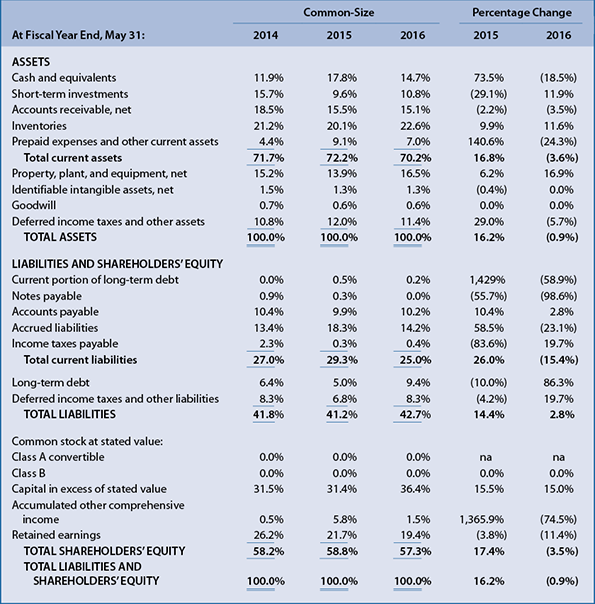 Common-Size Percentage Change
At Fiscal Year End, May 31: 2014 2015 2016 2015 2016
ASSETS
Cash and equivalents 11.9% 17.8% 14.7% 73.5% (18.5%)
Short-term investments 15.7% 9.6% 10.8% (29.1%) 11.9%
Accounts receivable, net 18.5% 15.5% 15.1% (2.2%) (3.5%)
Inventories 21.2% 20.1% 22.6% 9.9% 11.6%
Prepaid expenses and other current assets 4.4% 9.1% 7.0% 140.6% (24.3%)
Total current assets 71.7% 72.2% 70.2% 16.8% (3.6%)
Property, plant, and equipment, net 15.2% 13.9% 16.5% 6.2% 16.9%
Identifiable intangible assets, net 1.5% 1.3% 1.3% (0.4%) 0.0%
Goodwill 0.7% 0.6% 0.6% 0.0% 0.0%
Deferred income taxes and other assets 10.8% 12.0% 11.4% 29.0% (5.7%)
TOTAL ASSETS 100.0% 100.0% 100.0% 16.2% (0.9%)
LIABILITIES AND SHAREHOLDERS' EQUITY
Current portion of long-term debt 0.0% 0.5% 0.2% 1,429% (58.9%)
Notes payable 0.9% 0.3% 0.0% (55.7%) (98.6%)
Accounts payable 10.4% 9.9% 10.2% 10.4% 2.8%
Accrued liabilities 13.4% 18.3% 14.2% 58.5% (23.1%)
Income taxes payable 2.3% 0.3% 0.4% (83.6%) 19.7%
Total current liabilities 27.0% 29.3% 25.0% 26.0% (15.4%)
Long-term debt 6.4% 5.0% 9.4% (10.0%) 86.3%
Deferred income taxes and other liabilities 8.3% 6.8% 8.3% (4.2%) 19.7%
TOTAL LIABILITIES 41.8% 41.2% 42.7% 14.4% 2.8%
Common stock at stated value:
Class A convertible 0.0% 0.0% 0.0% na na
Class B 0.0% 0.0% 0.0% 0.0% 0.0%
Capital in excess of stated value 31.5% 31.4% 36.4% 15.5% 15.0%
Accumulated other comprehensive
income 0.5% 5.8% 1.5% 1,365.9% (74.5%)
Retained earnings 26.2% 21.7% 19.4% (3.8%) (11.4%)
TOTAL SHAREHOLDERS' EQUITY 58.2% 58.8% 57.3% 17.4% (3.5%)
TOTAL LIABILITIES AND
SHAREHOLDERS' EQUITY 100.0% 100.0% 100.0% 16.2% (0.9%)